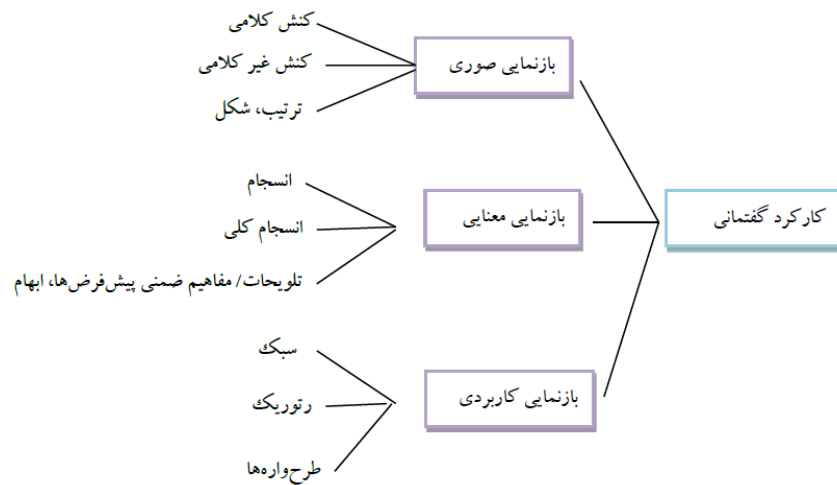 کارکرد گفتمانی
بازنمایی صوری
کنش کلامی
کنش غیر کلامی
ترتیب، شکل
بازنمایی معنایی
انسجام
انسجام کلی
تلویحات/ مفاهیم ضمنی پیش‌فرض‌ها، ابهام
بازنمایی کاربردی
سبک
رتوریک
طرح‌واره‌ها